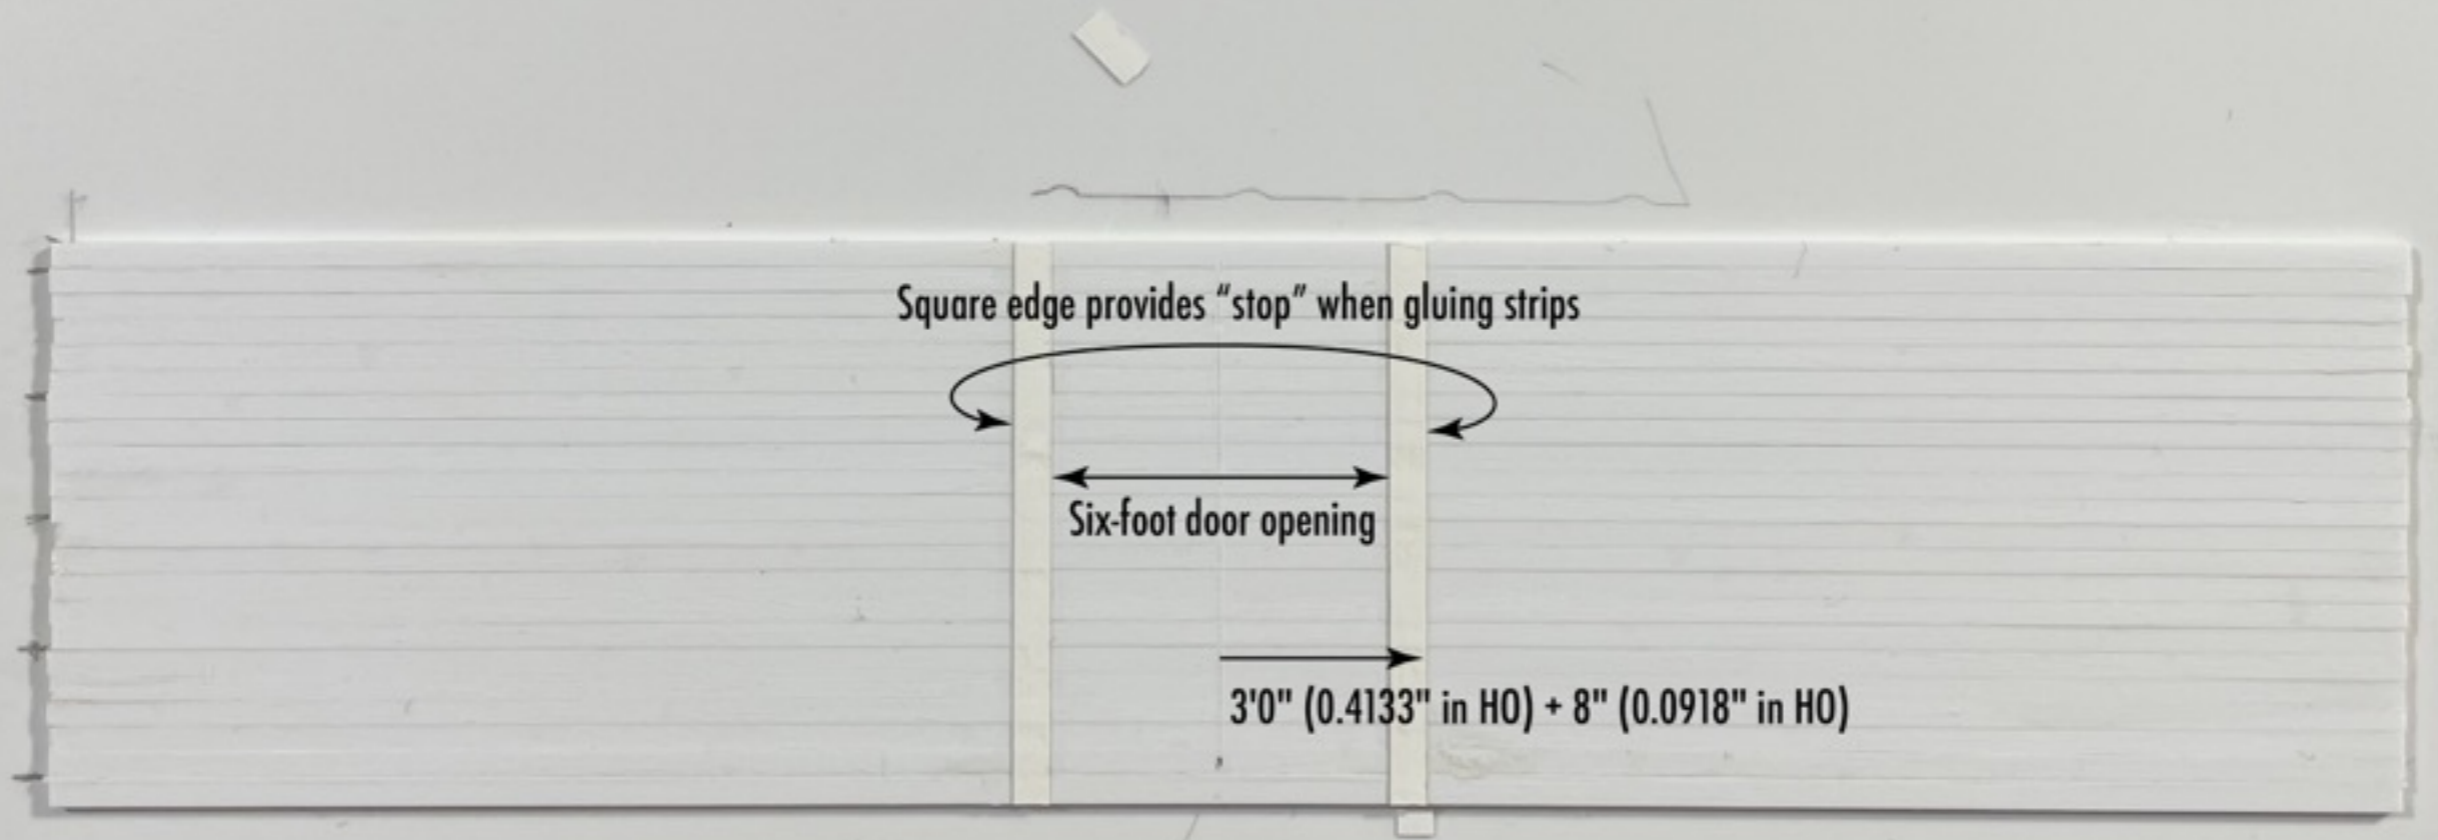 Square edge provides “stop” when gluing strips
Six-foot door opening
3'0" (0.4133" in HO) + 8" (0.0918" in HO)